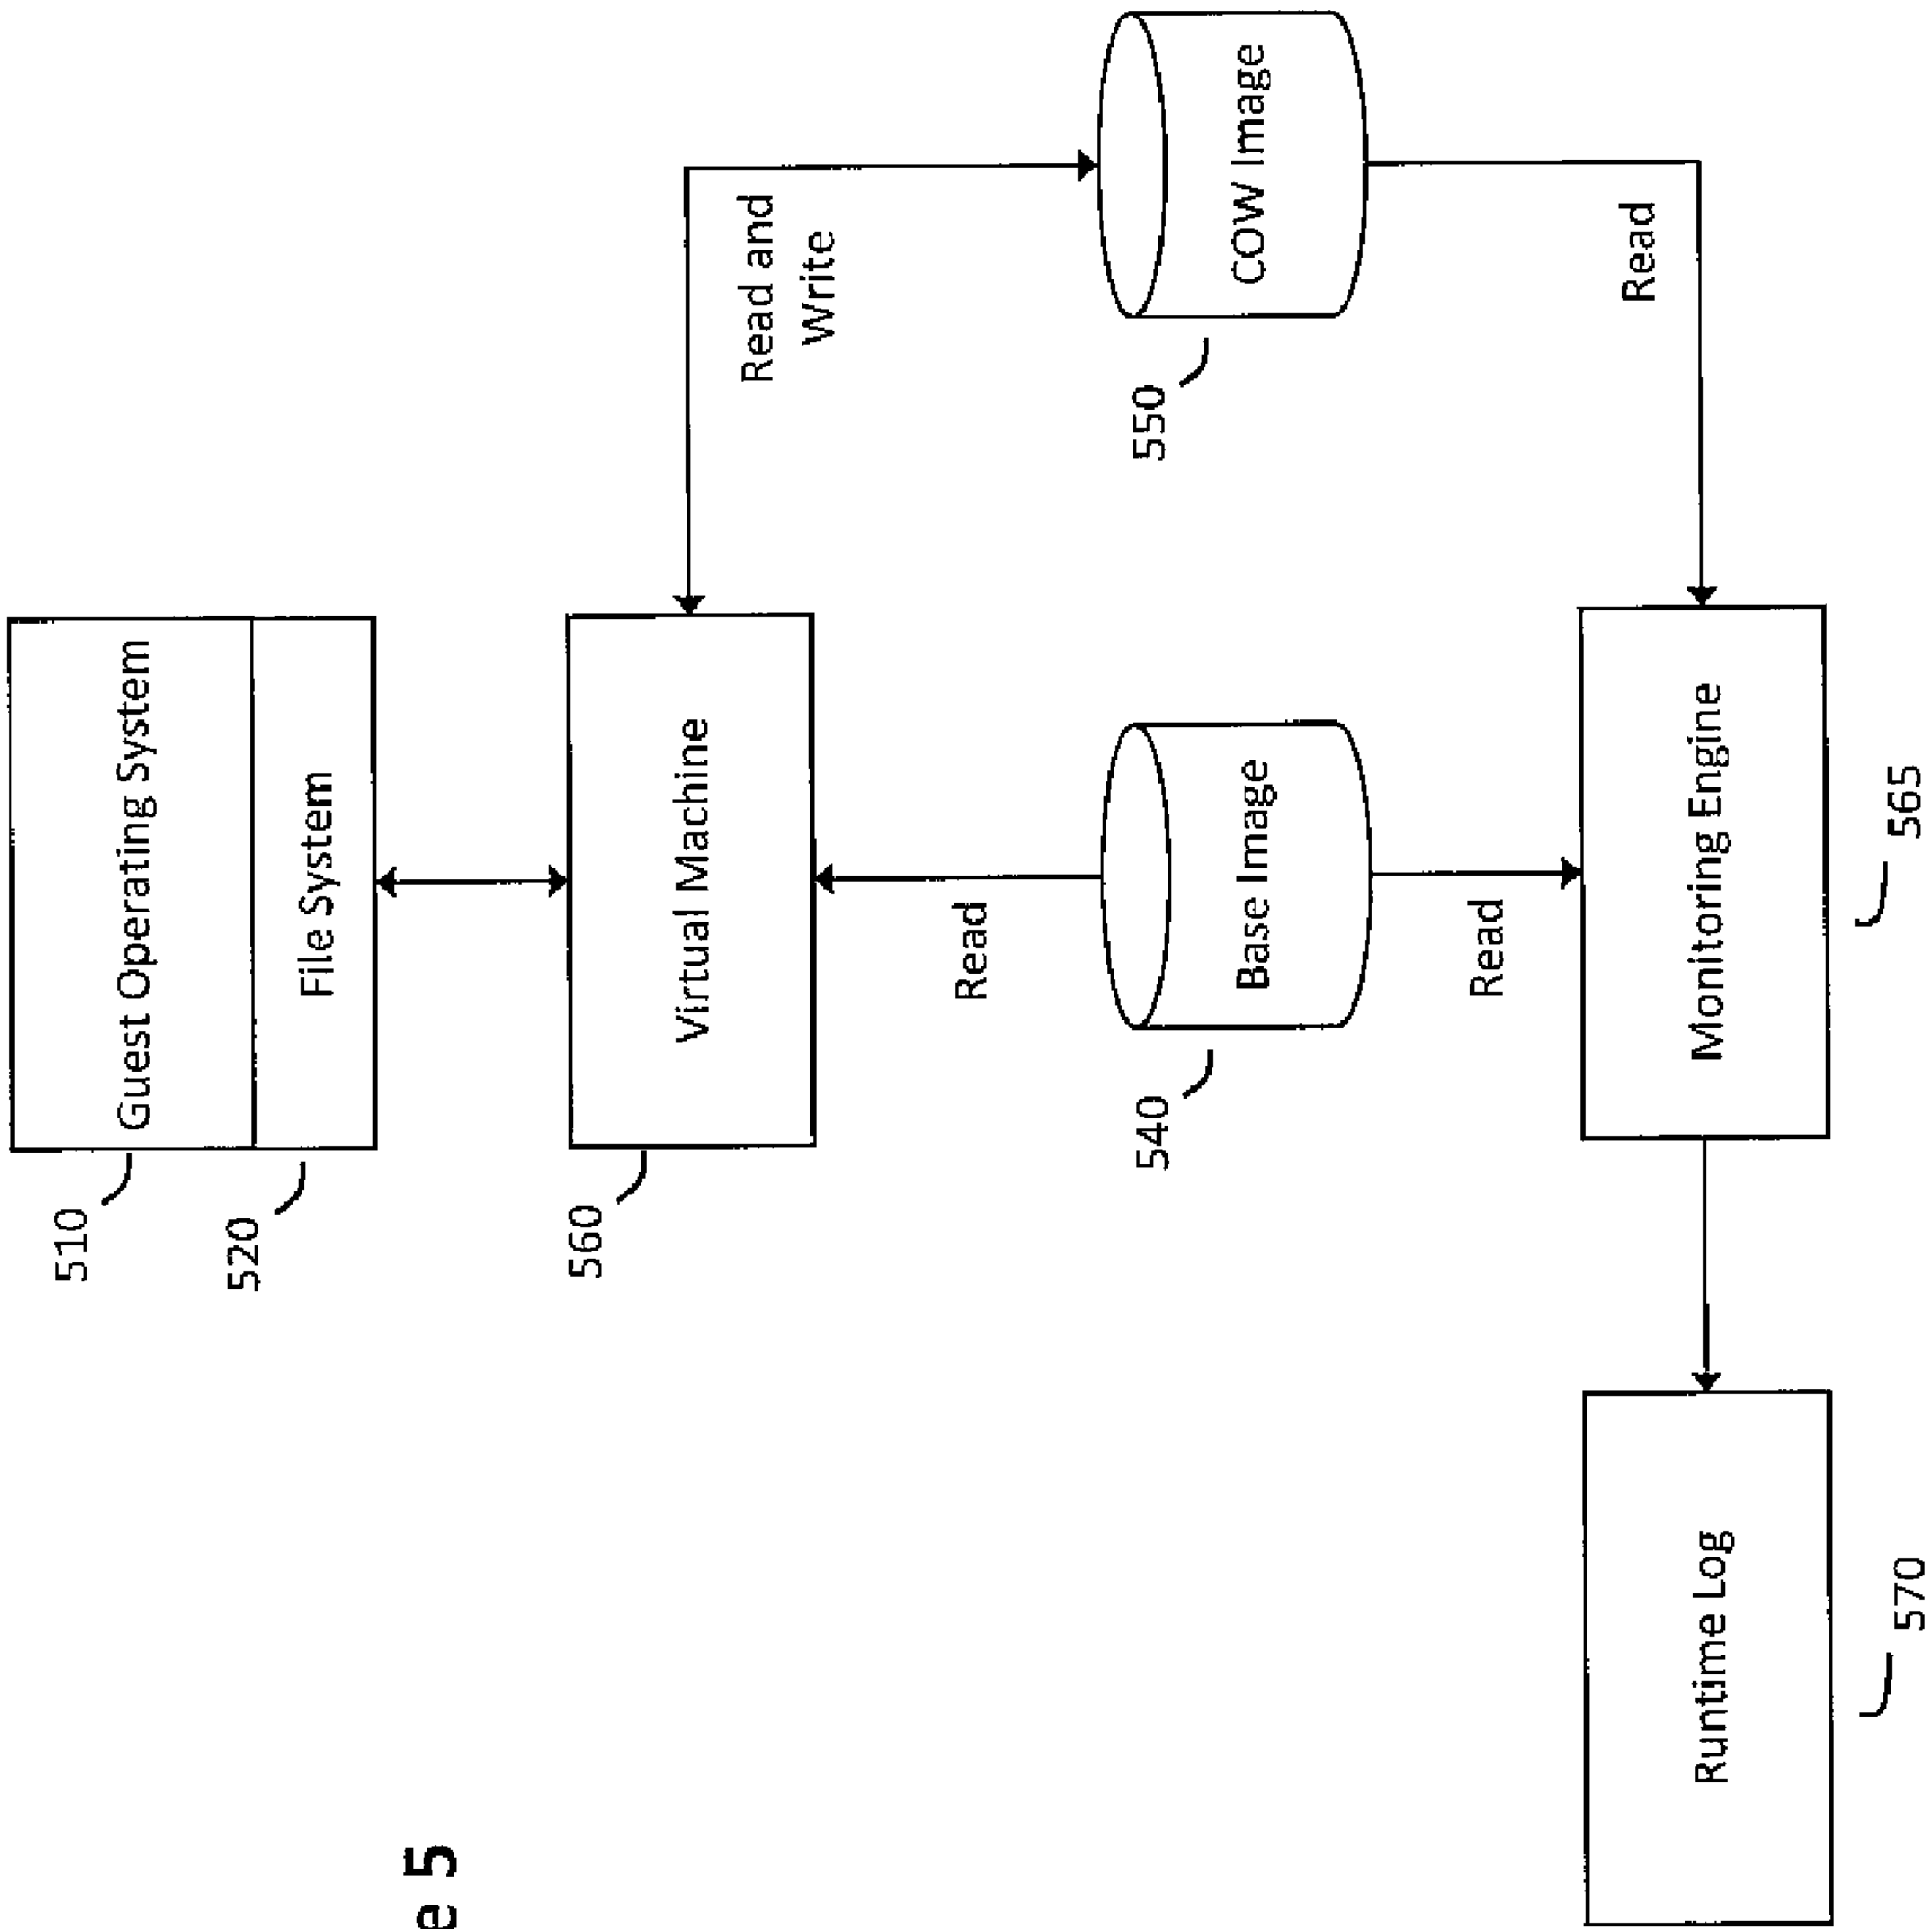 510
Guest Operating System
520
File System
560
Virtual Machine
Read and
Write
Read
540
Base Image
550
COW Image
Read
Read
Monitoring Engine
565
Runtime Log
570
e 5